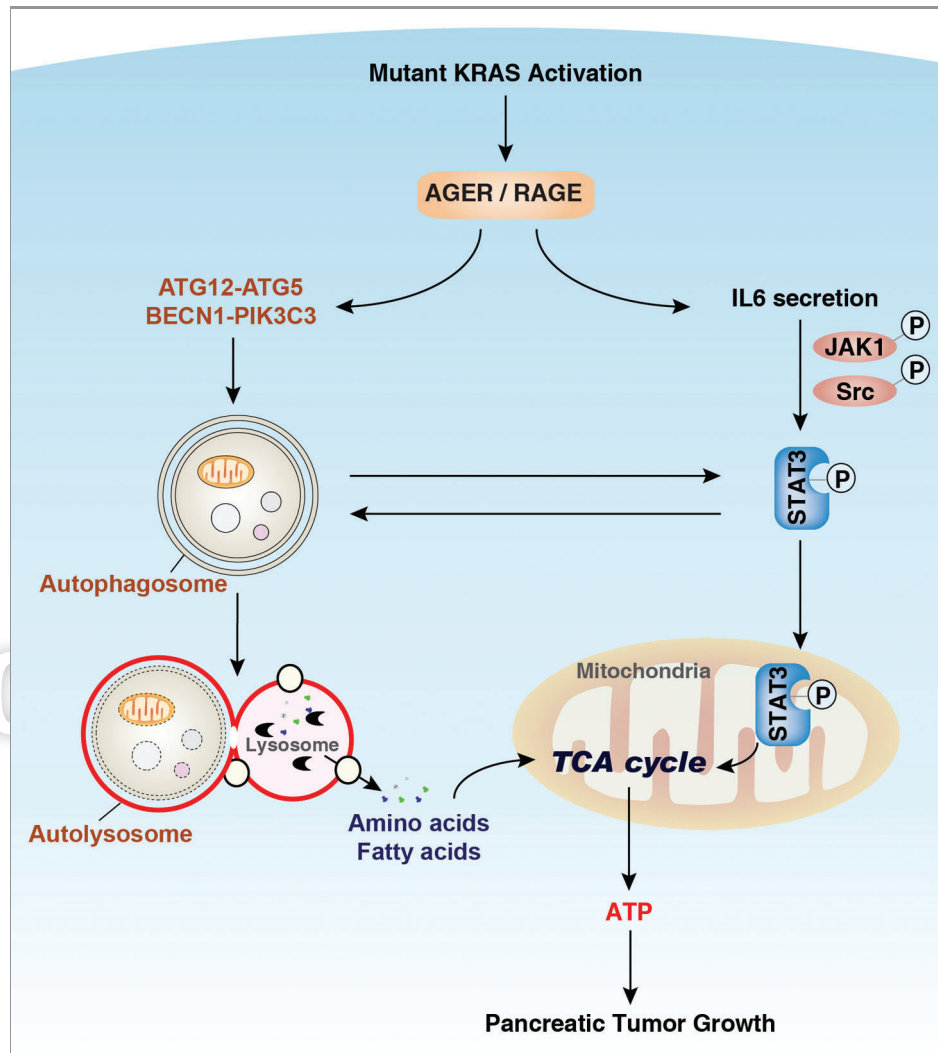 Mutant KRAS Activation
AGER / RAGE
ATG12-ATG5
BECN1-PIK3C3
IL6 secretion
JAK1
P
Src
P
STAT3
P
Autophagosome
Mitochondria
STAT3
P
Lysosome
TCA cycle
Autolysosome
Amino acids
Fatty acids
ATP
Pancreatic Tumor Growth